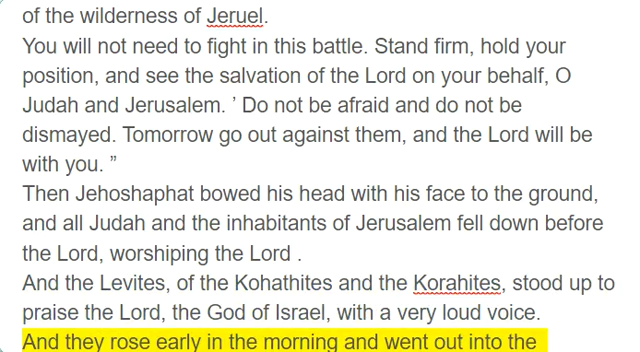 of the wilderness of Jeruel.
You will not need to fight in this battle. Stand firm, hold your
position, and see the salvation of the Lord on your behalf, O
Judah and Jerusalem. ’ Do not be afraid and do not be
dismayed. Tomorrow go out against them, and the Lord will be
with you. ”
Then Jehoshaphat bowed his head with his face to the ground,
and all Judah and the inhabitants of Jerusalem fell down before
the Lord, worshiping the Lord .
And the Levites, of the Kohathites and the Korahites, stood up to
praise the Lord, the God of Israel, with a very loud voice.
And they rose early in the morning and went out into the